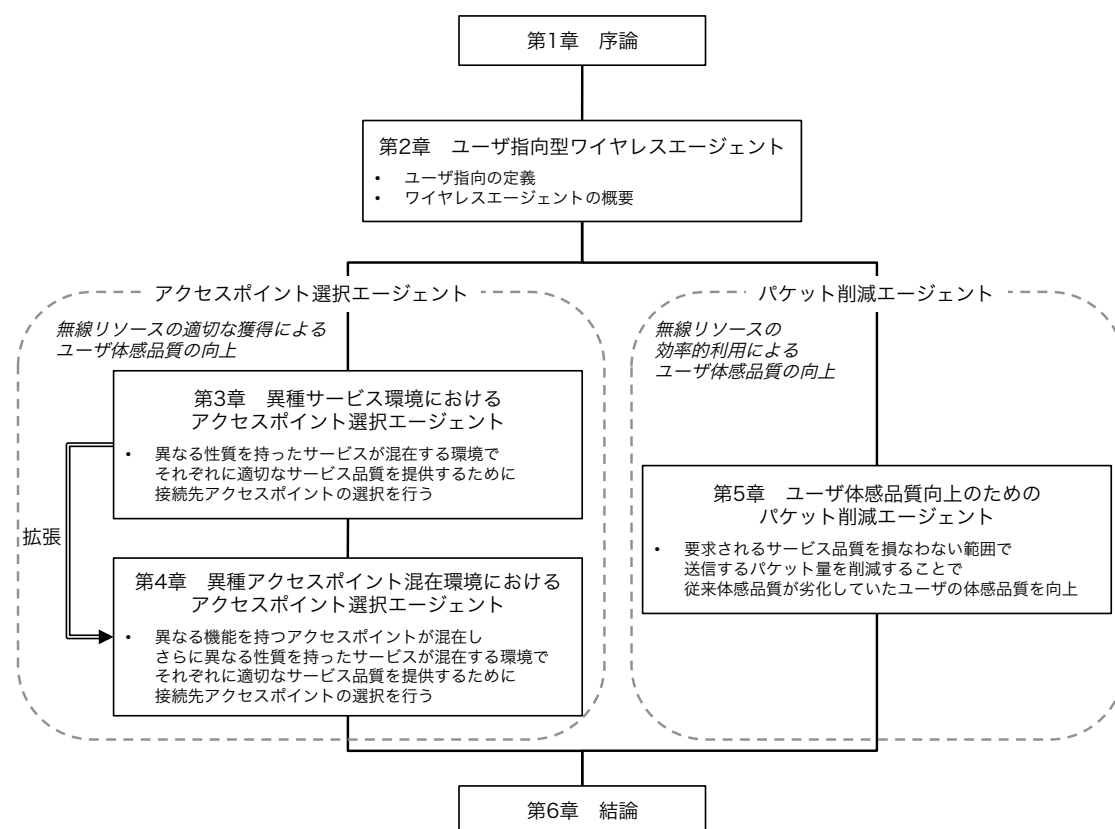 第1章　序論
第2章　ユーザ指向型ワイヤレスエージェント
• ユーザ指向の定義
• ワイヤレスエージェントの概要
アクセスポイント選択エージェント
無線リソースの適切な獲得による
ユーザ体感品質の向上
第3章　異種サービス環境における
アクセスポイント選択エージェント
• 異なる性質を持ったサービスが混在する環境で
それぞれに適切なサービス品質を提供するために
接続先アクセスポイントの選択を行う
拡張
第4章　異種アクセスポイント混在環境における
アクセスポイント選択エージェント
• 異なる機能を持つアクセスポイントが混在し
さらに異なる性質を持ったサービスが混在する環境で
それぞれに適切なサービス品質を提供するために
接続先アクセスポイントの選択を行う
パケット削減エージェント
無線リソースの
効率的利用による
ユーザ体感品質の向上
第5章　ユーザ体感品質向上のための
パケット削減エージェント
• 要求されるサービス品質を損なわない範囲で
送信するパケット量を削減することで
従来体感品質が劣化していたユーザの体感品質を向上
第6章　結論